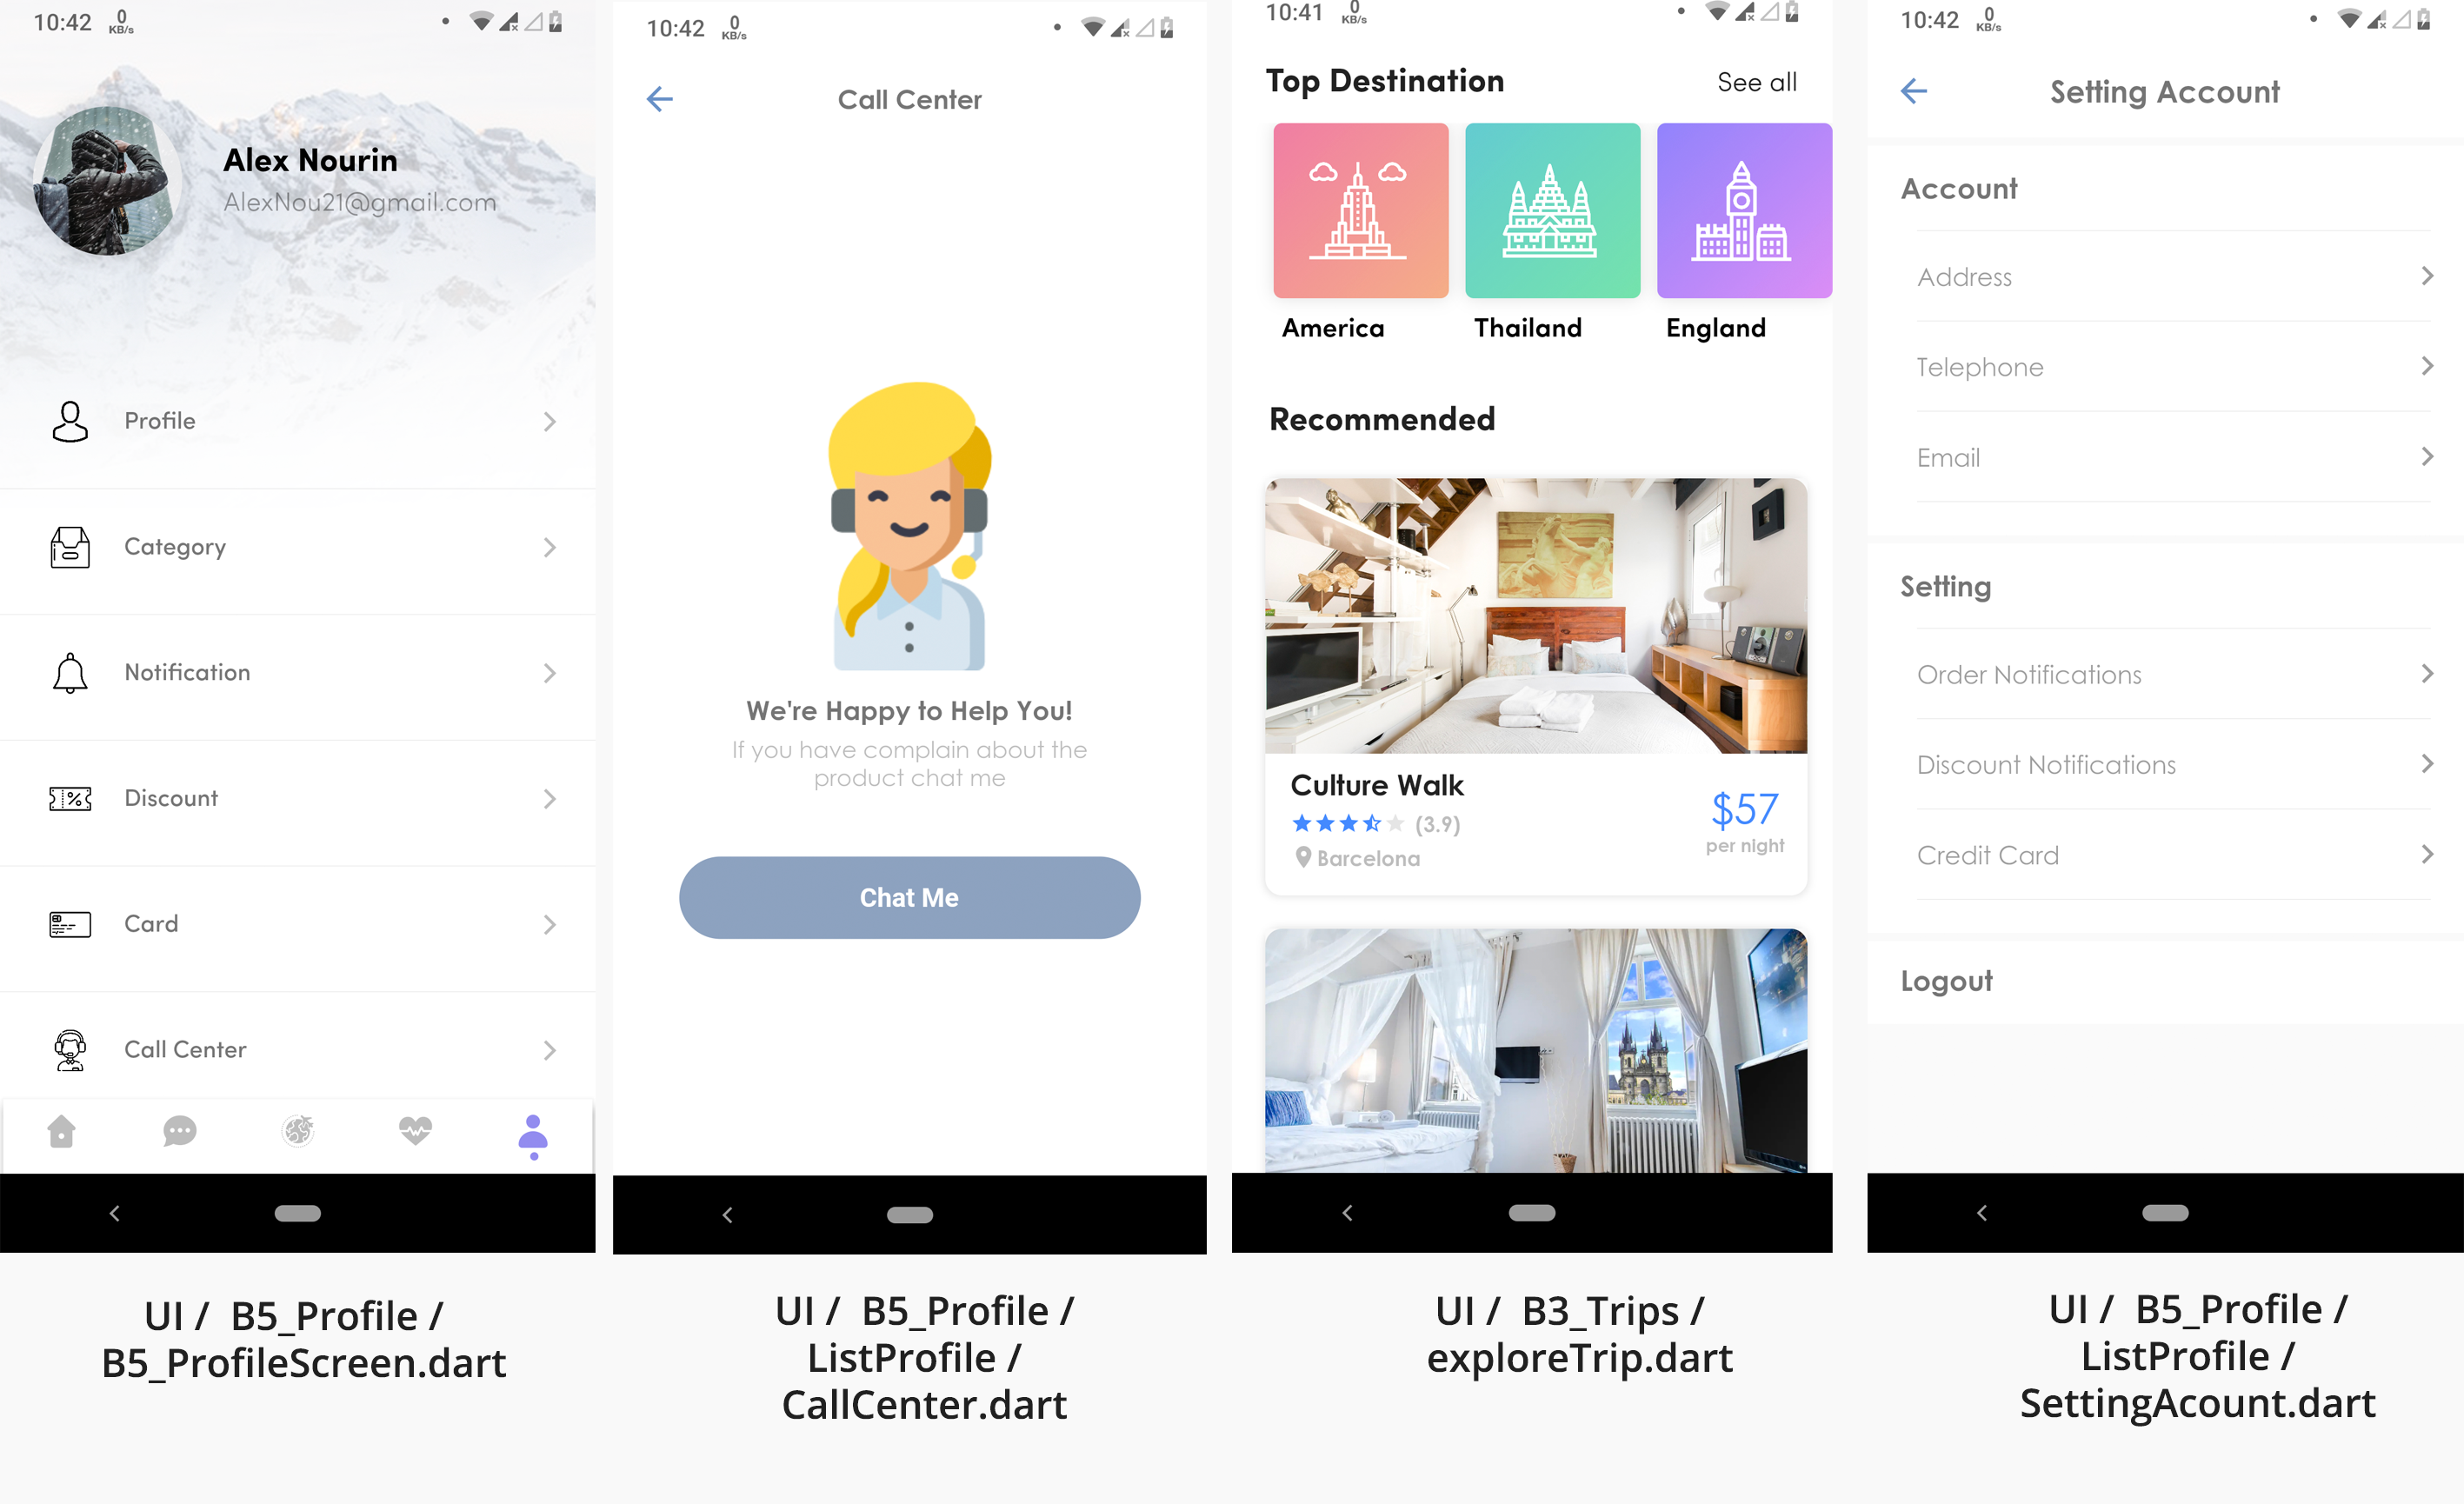 10:42 0 KB/s
Alex Nourin
AlexNou21@gmail.com
Profile
Category
Notification
Discount
Card
Call Center
UI / B5_Profile /
B5_ProfileScreen.dart
10:42 0 KB/s
Call Center
We're Happy to Help You!
If you have complain about the
product chat me
Chat Me
UI / B5_Profile /
ListProfile /
CallCenter.dart
10:41 0 KB/s
Top Destination See all
America Thailand England
Recommended
Culture Walk
(3.9)
Barcelona
$57
per night
UI / B3_Trips /
exploreTrip.dart
10:42 0 KB/s
Setting Account
Account
Address
Telephone
Email
Setting
Order Notifications
Discount Notifications
Credit Card
Logout
UI / B5_Profile /
ListProfile /
SettingAcount.dart